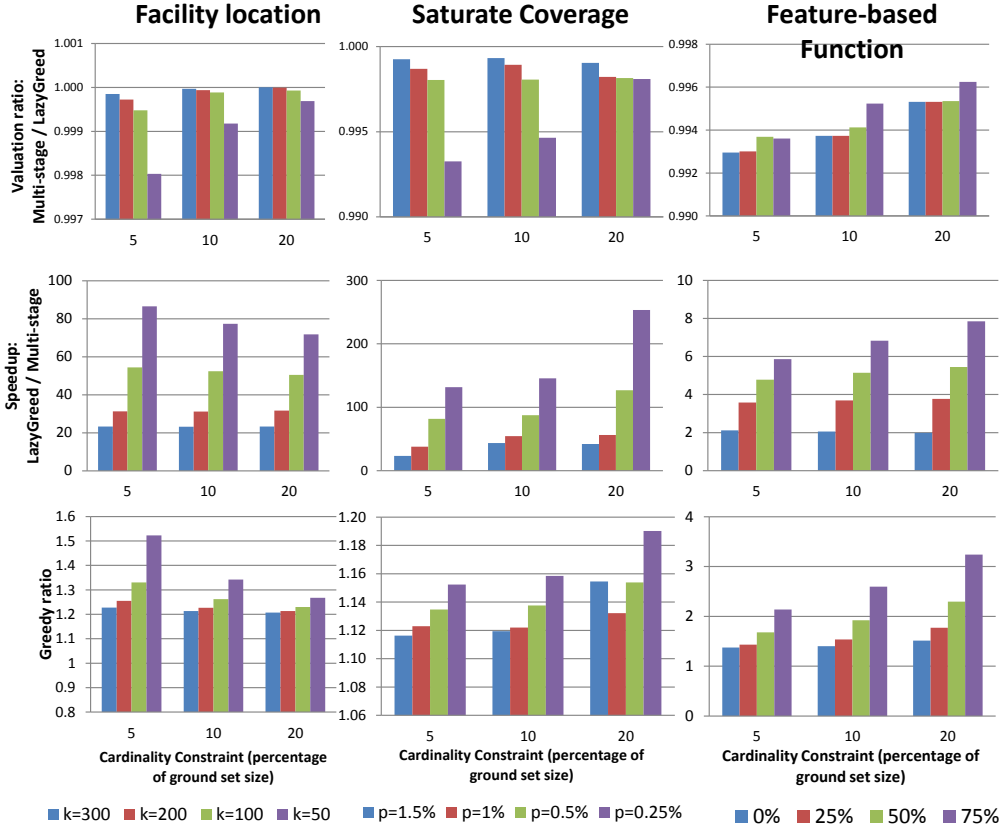 Facility location
Saturate Coverage
Feature-based
Function
Valuation ratio:
Multi-stage / LazyGreed
1.001
1.000
0.999
0.998
0.997
5 10 20
1.000
0.995
0.990
5 10 20
0.998
0.996
0.994
0.992
0.990
5 10 20
Speedup:
LazyGreed / Multi-stage
100
80
60
40
20
0
5 10 20
300
200
100
0
5 10 20
10
8
6
4
2
0
5 10 20
Greedy ratio
1.6
1.5
1.4
1.3
1.2
1.1
1
0.9
0.8
5 10 20
1.20
1.18
1.16
1.14
1.12
1.10
1.08
1.06
5 10 20
4
3
2
1
0
5 10 20
Cardinality Constraint (percentage
of ground set size)
Cardinality Constraint (percentage of
ground set size)
Cardinality Constraint (percentage of
ground set size)
k=300 k=200 k=100 k=50
p=1.5% p=1% p=0.5% p=0.25%
0% 25% 50% 75%